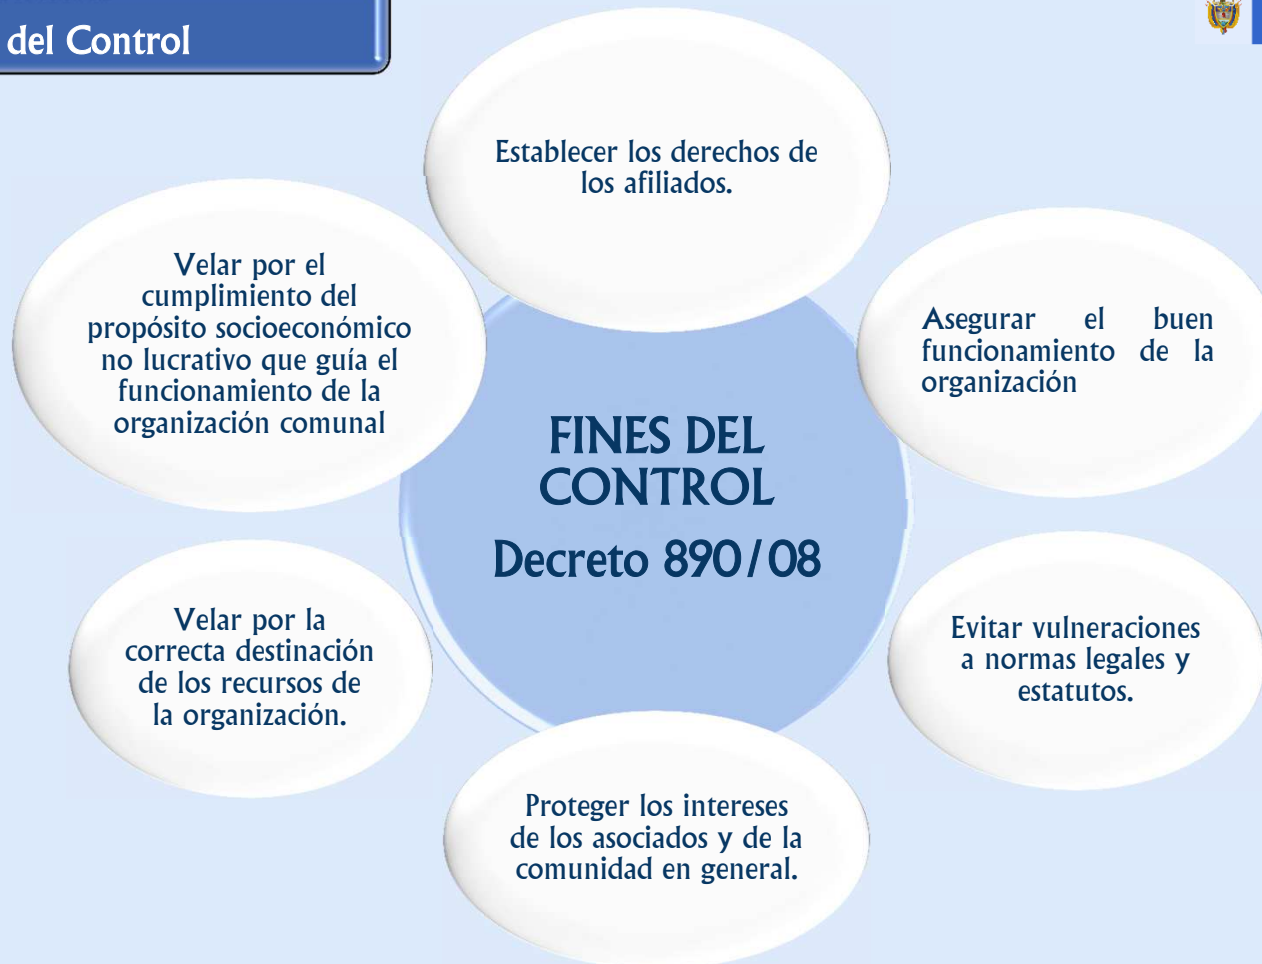 del Control
Establecer los derechos de
los afiliados.
Velar por el
cumplimiento del
propósito socioeconómico
no lucrativo que guía el
funcionamiento de la
organización comunal
Asegurar el buen
funcionamiento de la
organización
FINES DEL
CONTROL
Decreto 890/08
Velar por la
correcta destinación
de los recursos de
la organización.
Evitar vulneraciones
a normas legales y
estatutos.
Proteger los intereses
de los asociados y de la
comunidad en general.